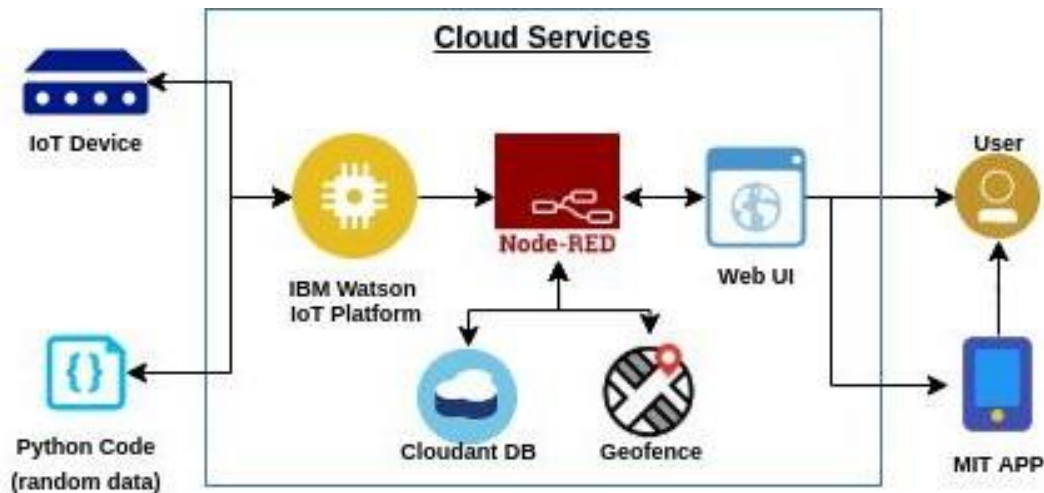 Cloud Services
IoT Device
User
Node-RED
Web UI
IBM Watson
IoT Platform
{}
Python Code
(random data)
Cloudant DB
Geofence
MIT APP